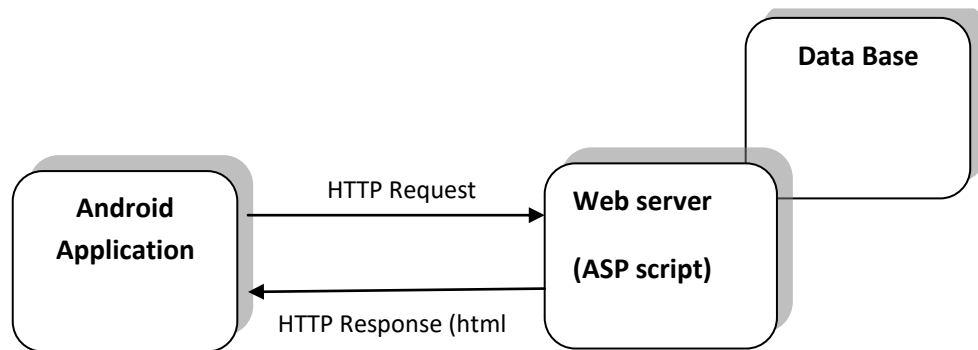 Data Base
Android
Application
HTTP Request
Web server
(ASP script)
HTTP Response (html